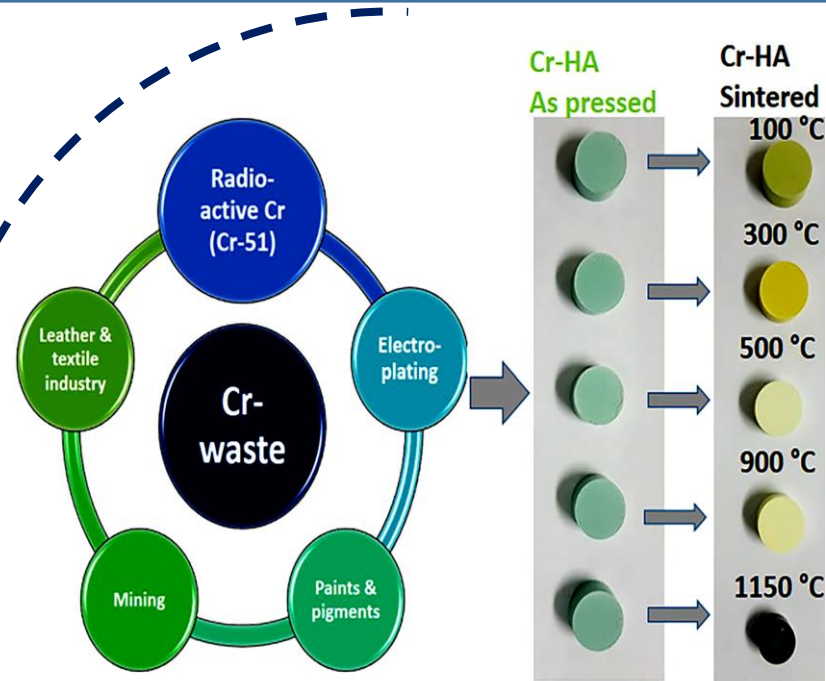 Radio-
active Cr
(Cr-51)
Leather &
textile
industry
Electro-
plating
Cr-
waste
Mining
Paints &
pigments
Cr-HA
As pressed
Cr-HA
Sintered
100 °C
300 °C
500 °C
900 °C
1150 °C